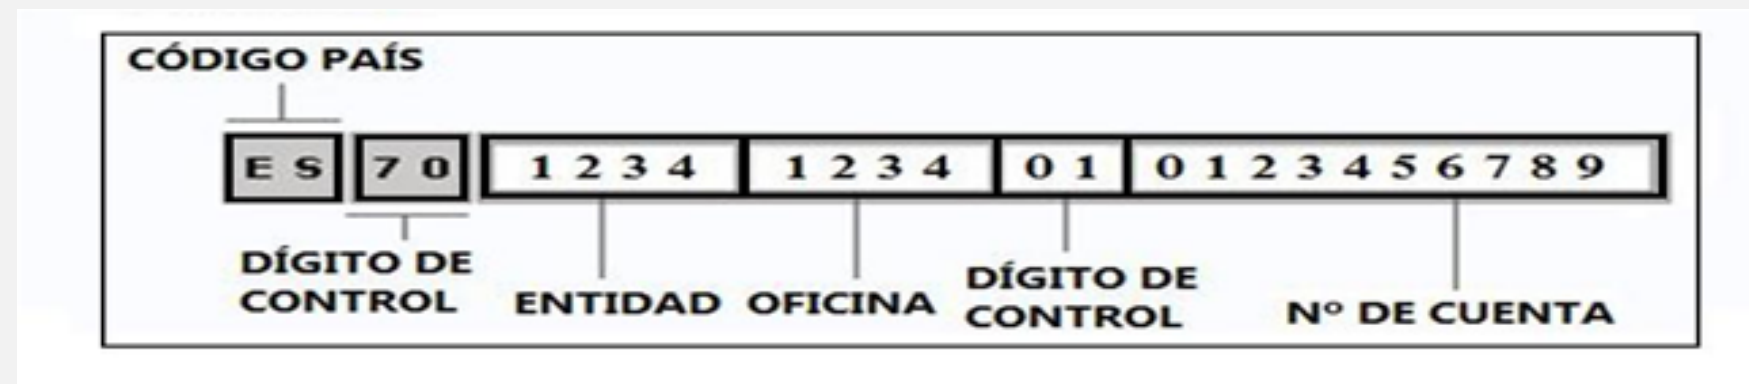 CÓDIGO PAÍS
E S 7 0 1 2 3 4 1 2 3 4 0 1 0 1 2 3 4 5 6 7 8 9
DÍGITO DE
CONTROL
ENTIDAD
OFICINA
DÍGITO DE
CONTROL
Nº DE CUENTA